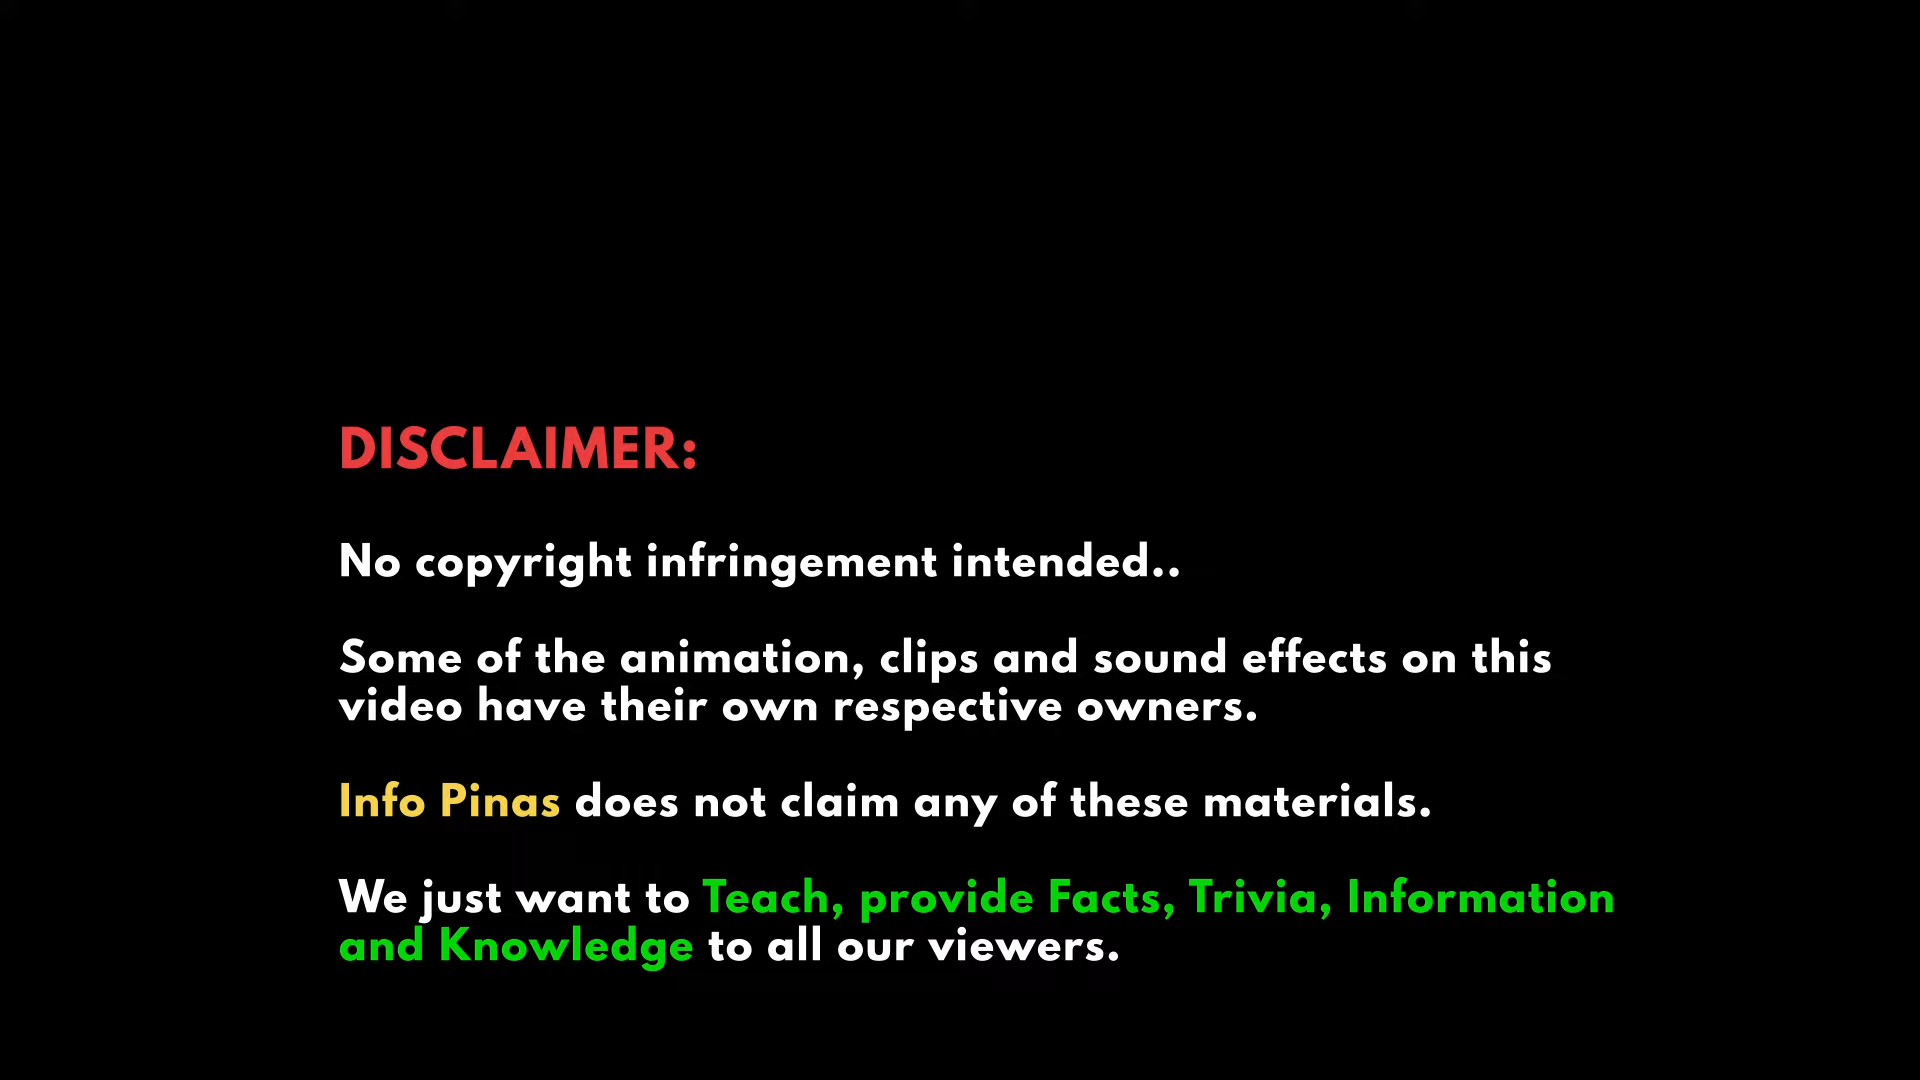 DISCLAIMER:
No copyright infringement intended..
Some of the animation, clips and sound effects on this
video have their own respective owners.
Info Pinas does not claim any of these materials.
We just want to Teach, provide Facts, Trivia, Information
and Knowledge to all our viewers.